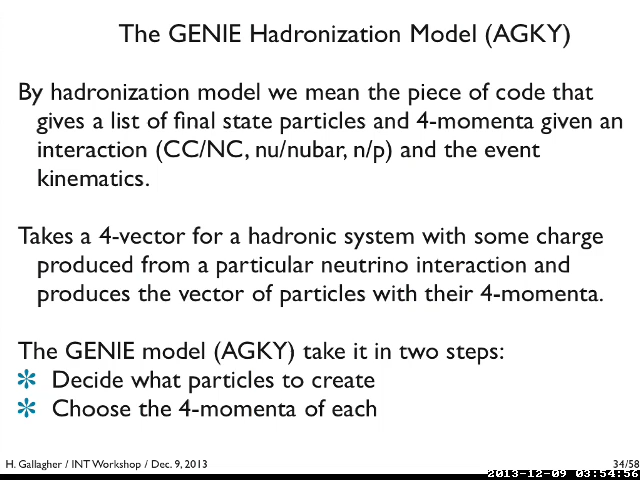 The GENIE Hadronization Model (AGKY)
By hadronization model we mean the piece of code that
gives a list of final state particles and 4-momenta given an
interaction (CC/NC, nu/nubar, n/p) and the event
kinematics.
Takes a 4-vector for a hadronic system with some charge
produced from a particular neutrino interaction and
produces the vector of particles with their 4-momenta.
The GENIE model (AGKY) take it in two steps:
✻ Decide what particles to create
✻ Choose the 4-momenta of each
H. Gallagher / INT Workshop / Dec. 9, 2013
34/58
2013-12-09 03:54:56